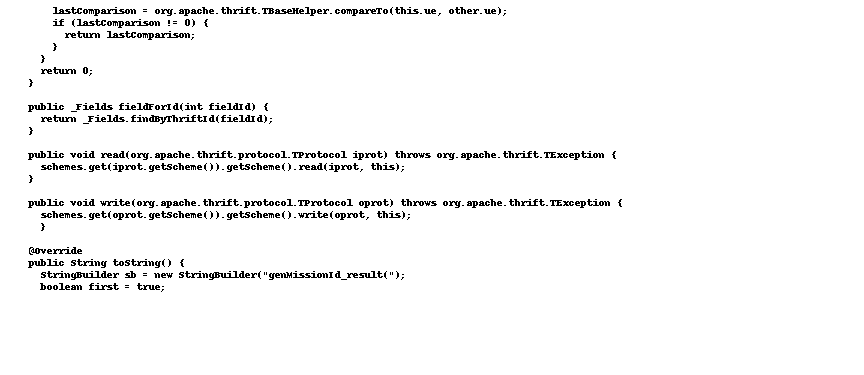 lastComparison = org.apache.thrift.TBaseHelper.compareTo(this.ue, other.ue);
if (lastComparison != 0) {
return lastComparison;
}
}
return 0;
}
public _Fields fieldForId(int fieldId) {
return _Fields.findByThriftId(fieldId);
}
public void read(org.apache.thrift.protocol.TProtocol iprot) throws org.apache.thrift.TException {
schemes.get(iprot.getScheme()).getScheme().read(iprot, this);
}
public void write(org.apache.thrift.protocol.TProtocol oprot) throws org.apache.thrift.TException {
schemes.get(oprot.getScheme()).getScheme().write(oprot, this);
}
@Override
public String toString() {
StringBuilder sb = new StringBuilder("genMissionId_result(");
boolean first = true;